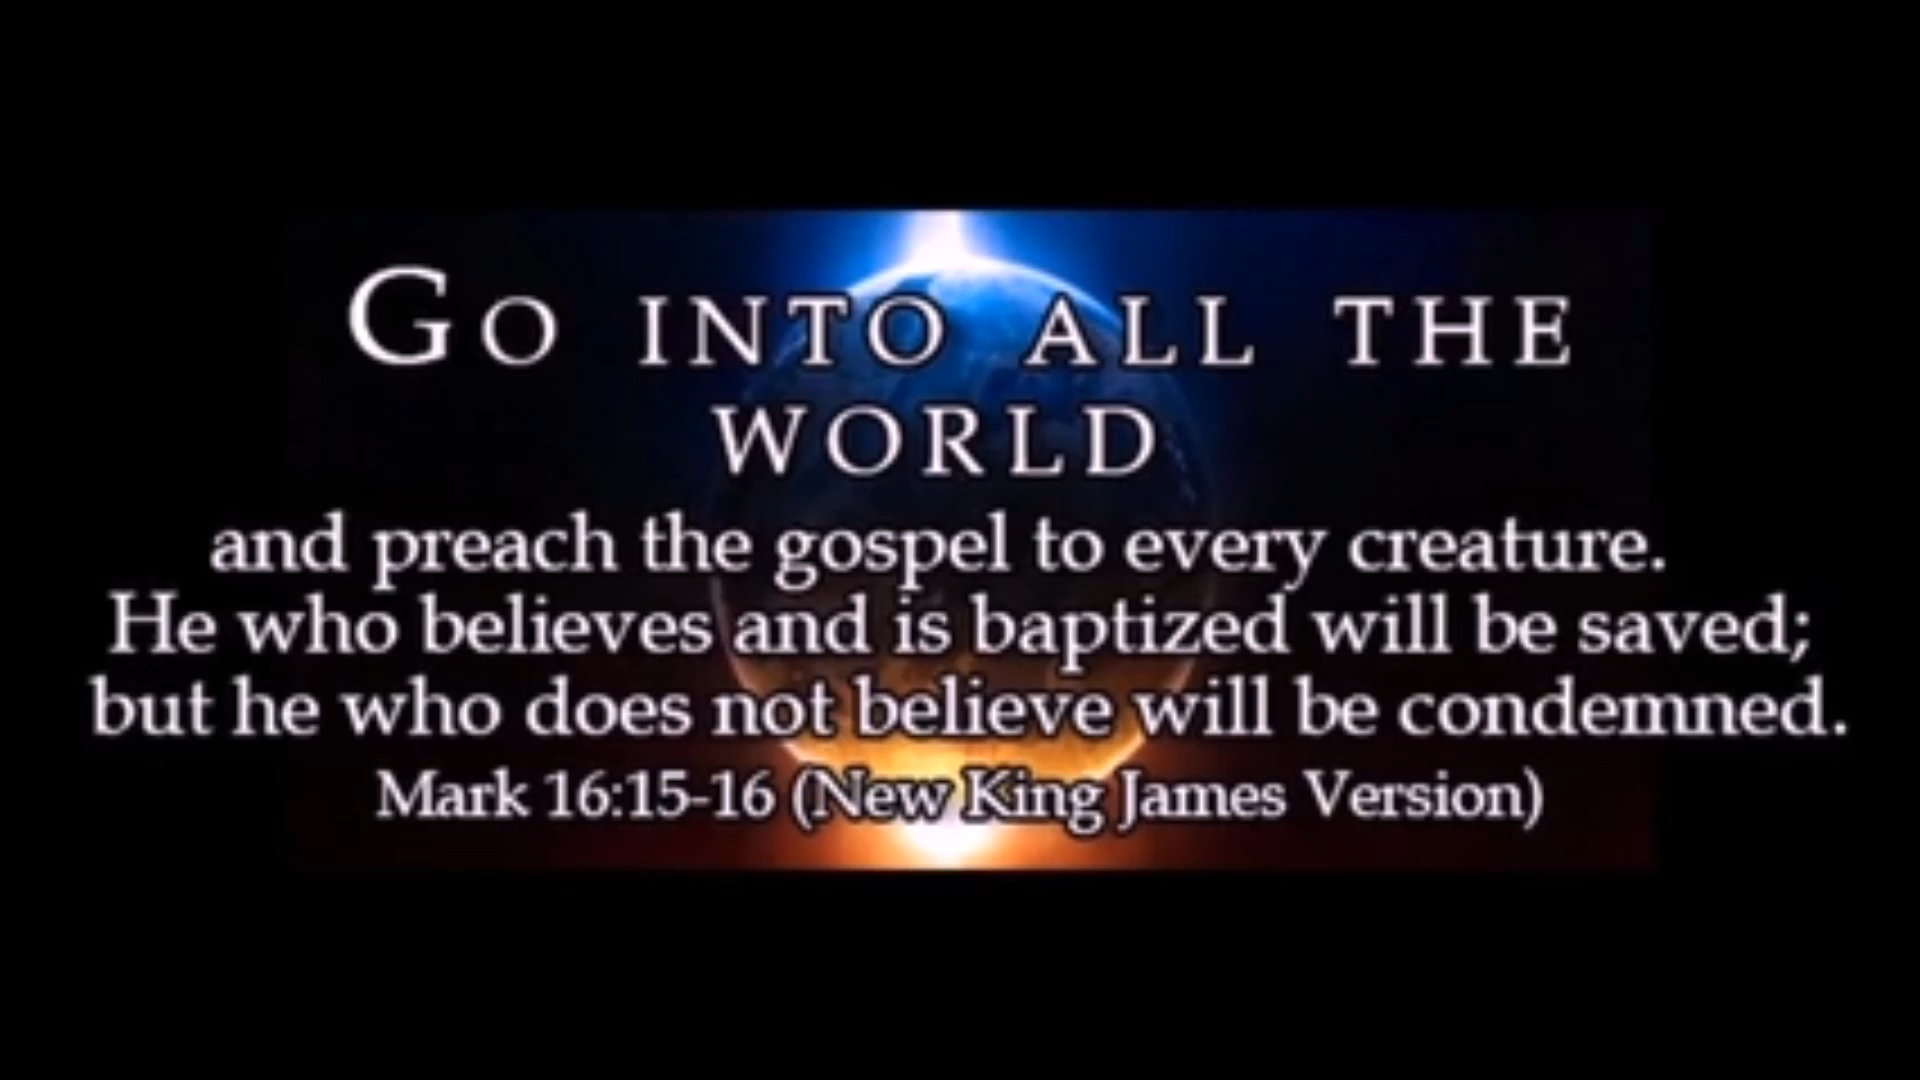 Go into all the
world
and preach the gospel to every creature.
He who believes and is baptized will be saved;
but he who does not believe will be condemned.
Mark 16:15-16 (New King James Version)